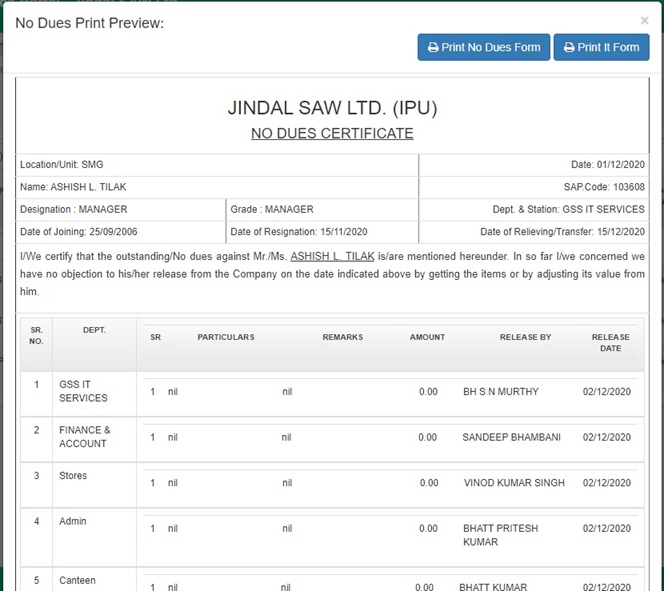 No Dues Print Preview:
×
Print No Dues Form Print It Form
JINDAL SAW LTD. (IPU)
NO DUES CERTIFICATE
Location/Unit: SMG Date: 01/12/2020
Name: ASHISH L. TILAK SAP.Code: 103608
Designation : MANAGER Grade : MANAGER Dept. & Station: GSS IT SERVICES
Date of Joining: 25/09/2006 Date of Resignation: 15/11/2020 Date of Relieving/Transfer: 15/12/2020
I/We certify that the outstanding/No dues against Mr./Ms. ASHISH L. TILAK is/are mentioned hereunder. In so far I/we concerned we
have no objection to his/her release from the Company on the date indicated above by getting the items or by adjusting its value from
him.
SR. NO. DEPT. SR PARTICULARS REMARKS AMOUNT RELEASE BY RELEASE DATE
1 GSS IT SERVICES 1 nil nil 0.00 BH S N MURTHY 02/12/2020
2 FINANCE & ACCOUNT 1 nil nil 0.00 SANDEEP BHAMBANI 02/12/2020
3 Stores 1 nil nil 0.00 VINOD KUMAR SINGH 02/12/2020
4 Admin 1 nil nil 0.00 BHATT PRITESH KUMAR 02/12/2020
5 Canteen 1 nil nil 0.00 BHATT KUMAR 02/12/2020